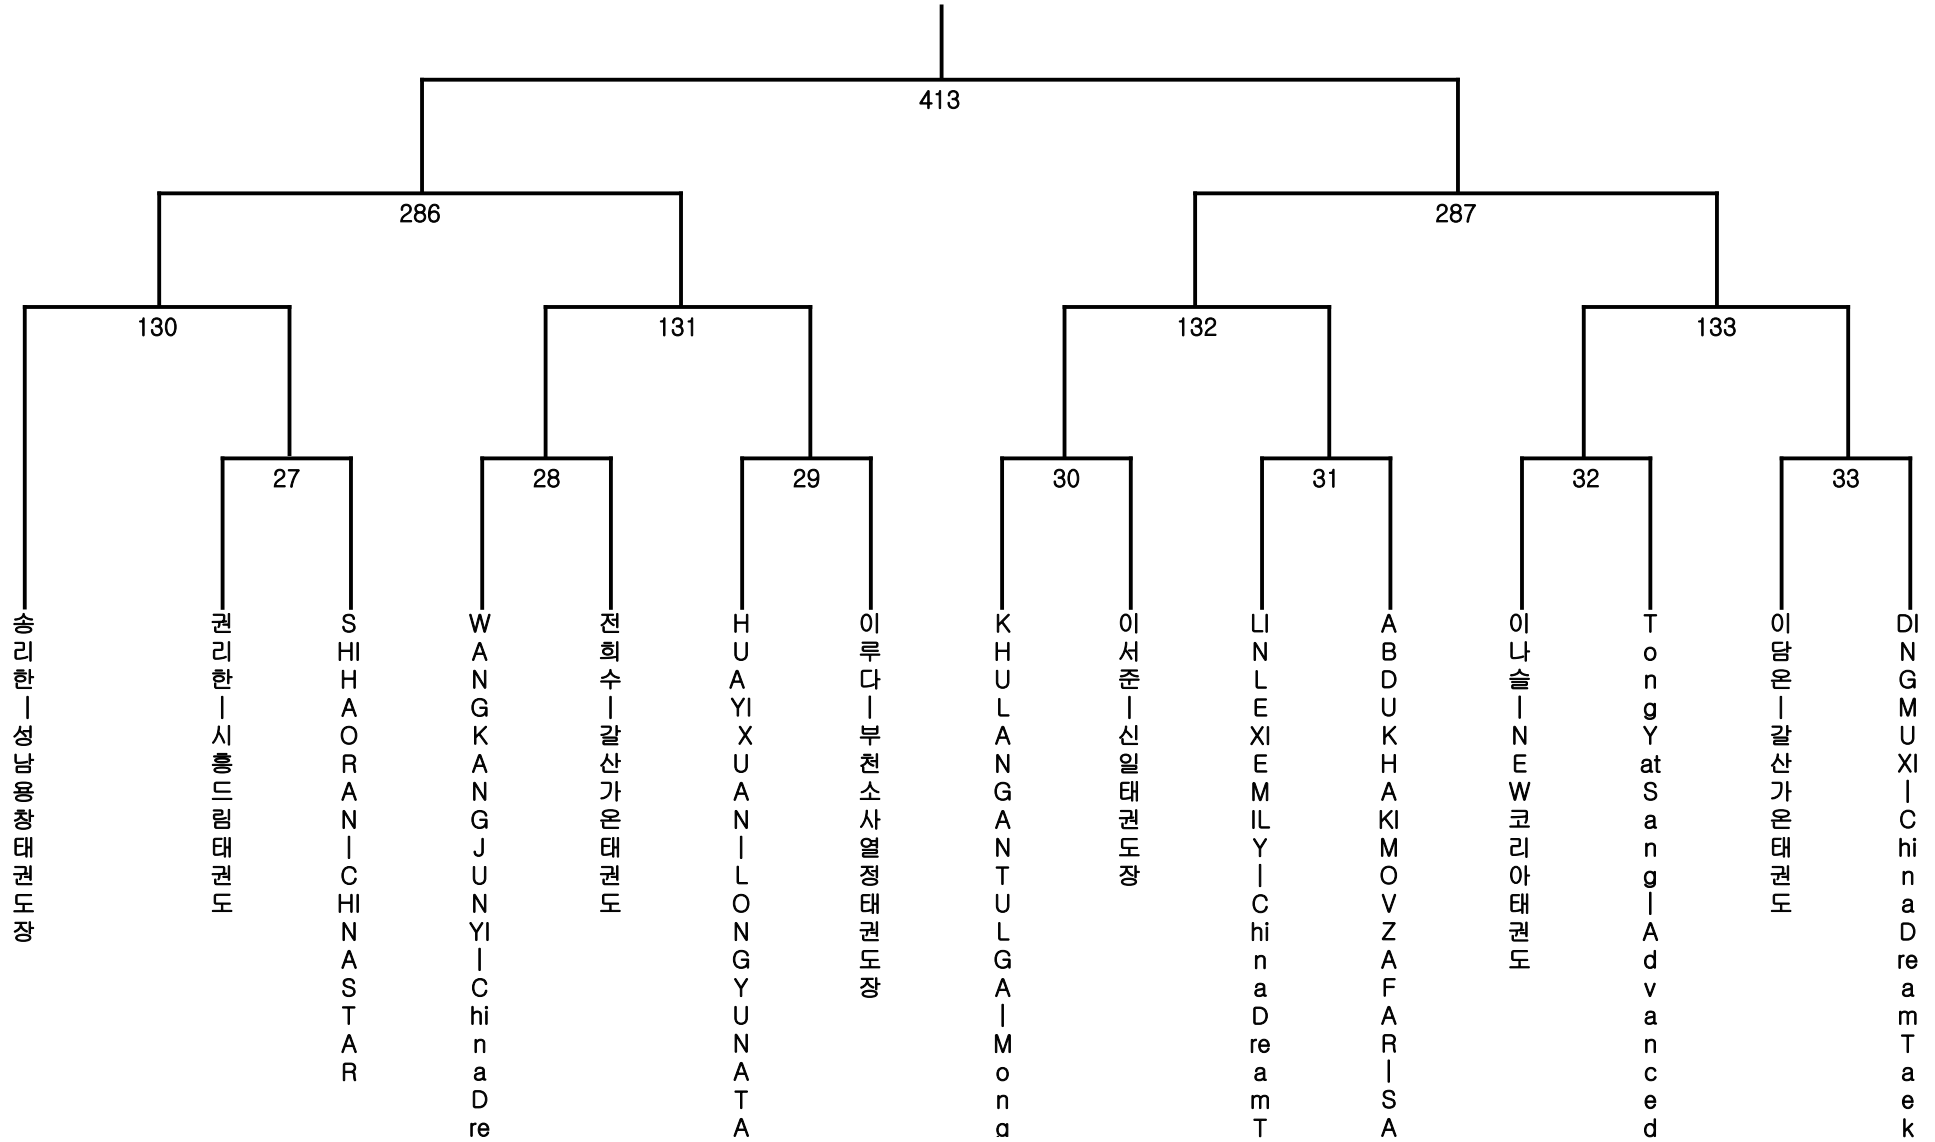 413
286
287
130
131
132
133
27
28
29
30
31
32
33
송리한|성남용창태권도장
권리한|시흥드림태권도
SHIHAORAN|CHINASTAR
WANGKANGJUNYI|ChinaDre
전희수|갈산가온태권도
HUAYIXUAN|LONGYUNATA
이루다|부천소사열정태권도장
KHULANGANTULGA|Mong
이서준|신일태권도장
LINLEXIEMILY|ChinaDreamT
ABDUKHAKIMOVZAFAR|SA
이나슬|NEW코리아태권도
TongYatSang|Advanced
이담온|갈산가온태권도
DINGMUXI|ChinaDreamTaek